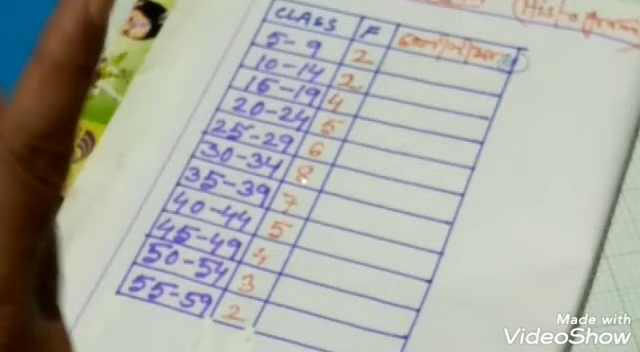 (Histogram
CLASS F
5-9 2
10-14 2
15-19 4
20-24 5
25-29 6
30-34 8
35-39 7
40-44 5
45-49 4
50-54 3
55-59 2
Made with
VideoShow